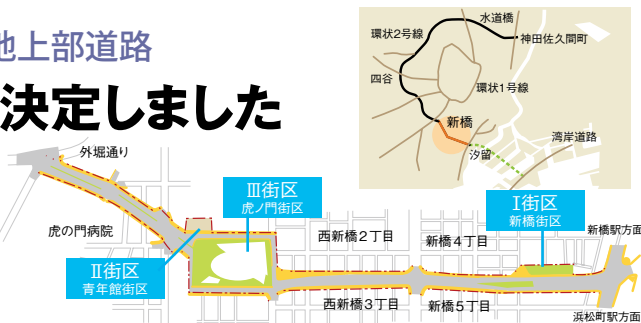 地上部道路
決定しました
水道橋
環状2号線
神田佐久間町
四谷
環状1号線
新橋
湾岸道路
汐留
外堀通り
Ⅲ街区
虎ノ門街区
Ⅰ街区
新橋街区
虎の門病院
西新橋2丁目
新橋4丁目
新橋駅方面
Ⅱ街区
青年館街区
西新橋3丁目
新橋5丁目
浜松町駅方面